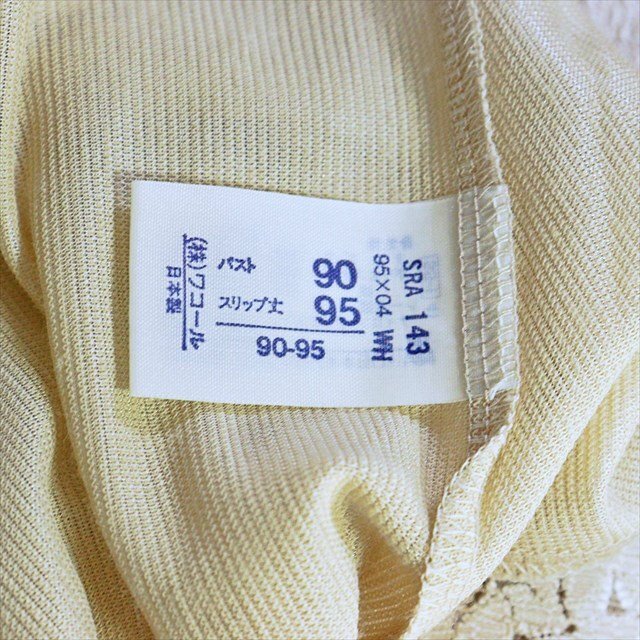 SRA 143
95×04 WH
バスト 90
スリップ丈 95
90-95
(株)ワコール
日本製